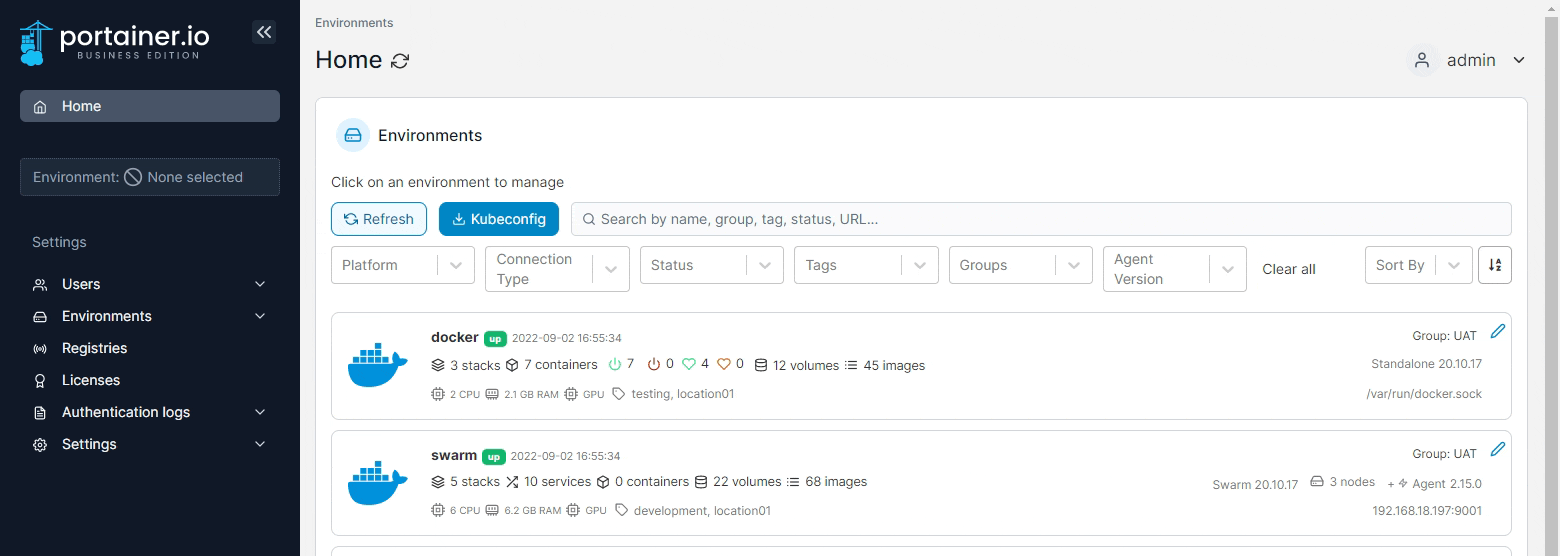 portainer.io
BUSINESS EDITION
Home
Environment: None selected
Settings
Users
Environments
Registries
Licenses
Authentication logs
Settings
Environments
Home
admin
Environments
Click on an environment to manage
Refresh Kubeconfig Search by name, group, tag, status, URL...
Platform Connection Type Status Tags Groups Agent Version Clear all Sort By
docker up 2022-09-02 16:55:34 Group: UAT
3 stacks 7 containers 7 0 4 0 12 volumes 45 images Standalone 20.10.17
2 CPU 2.1 GB RAM GPU testing, location01 /var/run/docker.sock
swarm up 2022-09-02 16:55:34 Group: UAT
5 stacks 10 services 0 containers 22 volumes 68 images Swarm 20.10.17 3 nodes + Agent 2.15.0
6 CPU 6.2 GB RAM GPU development, location01 192.168.18.197:9001